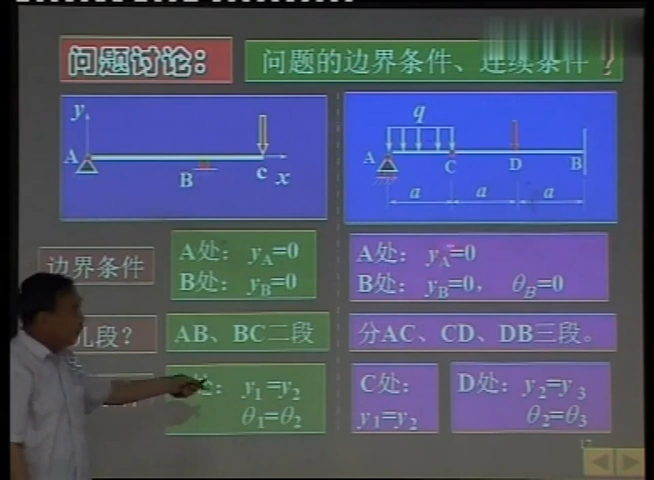 问题讨论：
问题的边界条件、连续条件？
y
A
B
c
x
q
A
C
D
B
a
a
a
边界条件
A处： yA=0
B处： yB=0
A处： yA=0
B处： yB=0， θB=0
几段？
AB、BC二段
分AC、CD、DB三段。
处： y1=y2
θ1=θ2
C处：
y1=y2
D处： y2=y3
θ2=θ3
17